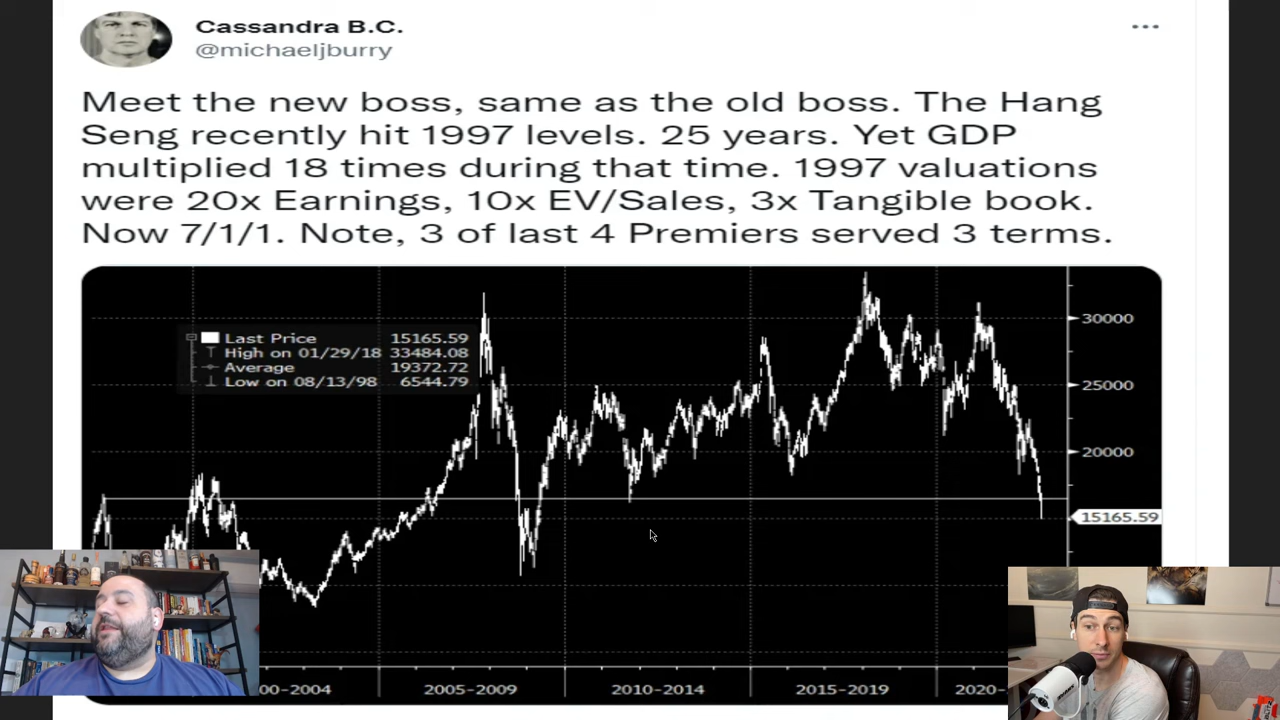 Cassandra B.C.
@michaeljburry
Meet the new boss, same as the old boss. The Hang
Seng recently hit 1997 levels. 25 years. Yet GDP
multiplied 18 times during that time. 1997 valuations
were 20x Earnings, 10x EV/Sales, 3x Tangible book.
Now 7/1/1. Note, 3 of last 4 Premiers served 3 terms.
Last Price 15165.59
High on 01/29/18 33484.08
Average 19372.72
Low on 08/13/98 6544.79
30000
25000
20000
15165.59
00-2004 2005-2009 2010-2014 2015-2019 2020-